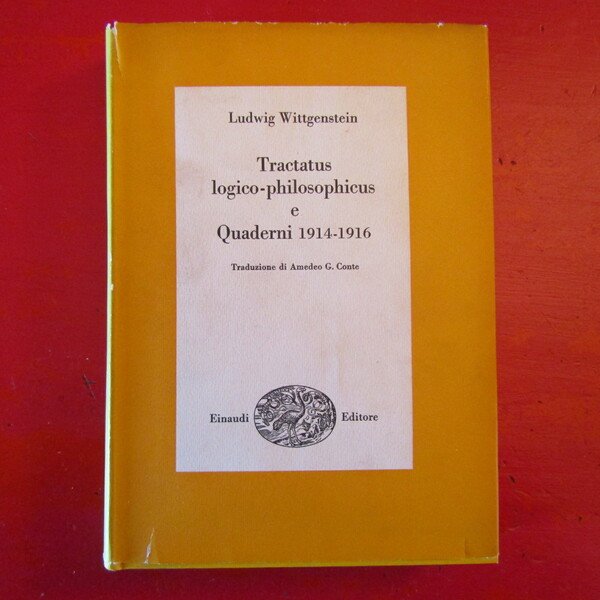 Ludwig Wittgenstein
Tractatus
logico-philosophicus
e
Quaderni 1914-1916
Traduzione di Amedeo G. Conte
Einaudi Editore